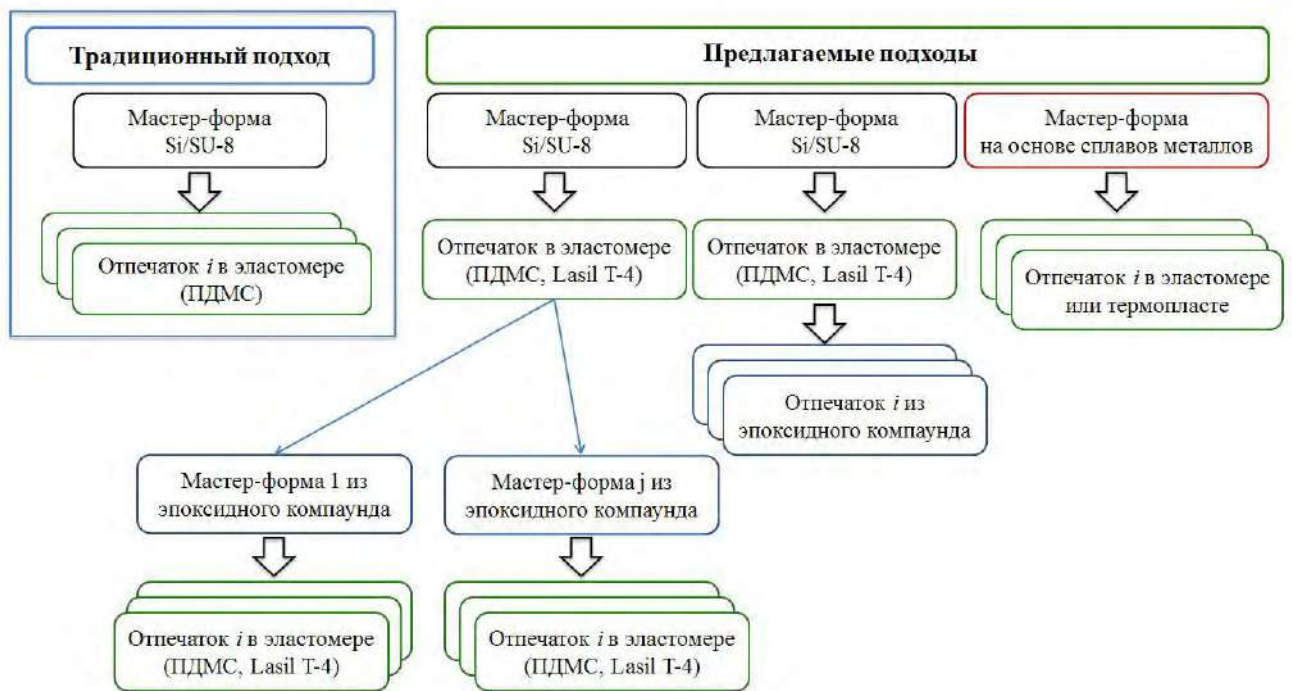 Традиционный подход
Мастер-форма
Si/SU-8
Отпечаток i в эластомере
(ПДМС)
Предлагаемые подходы
Мастер-форма
Si/SU-8
Мастер-форма
Si/SU-8
Мастер-форма
на основе сплавов металлов
Отпечаток в эластомере
(ПДМС, Lasil T-4)
Отпечаток в эластомере
(ПДМС, Lasil T-4)
Отпечаток i в эластомере
или термопласте
Отпечаток i из
эпоксидного компаунда
Мастер-форма 1 из
эпоксидного компаунда
Мастер-форма j из
эпоксидного компаунда
Отпечаток i в эластомере
(ПДМС, Lasil T-4)
Отпечаток i в эластомере
(ПДМС, Lasil T-4)